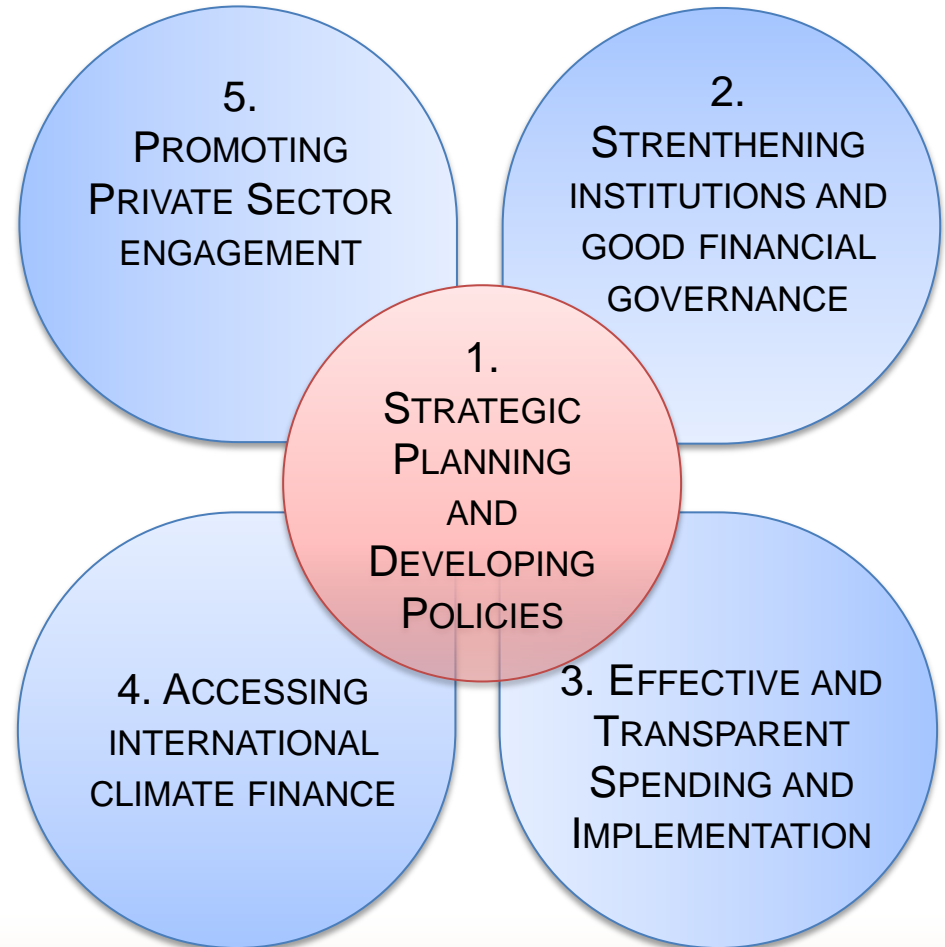 1.
STRATEGIC
PLANNING
AND
DEVELOPING
POLICIES
2.
STRENTHENING
INSTITUTIONS AND
GOOD FINANCIAL
GOVERNANCE
3. EFFECTIVE AND
TRANSPARENT
SPENDING AND
IMPLEMENTATION
4. ACCESSING
INTERNATIONAL
CLIMATE FINANCE
5.
PROMOTING
PRIVATE SECTOR
ENGAGEMENT